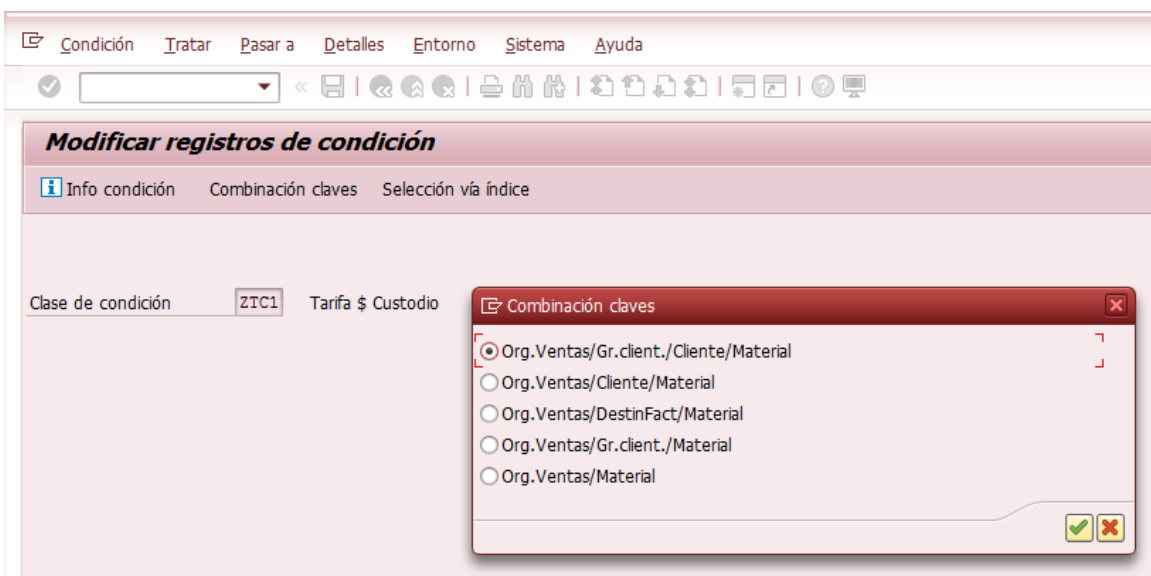 Condición Tratar Pasar a Detalles Entorno Sistema Ayuda
Modificar registros de condición
Info condición Combinación claves Selección vía índice
Clase de condición ZTC1 Tarifa $ Custodio
Combinación claves
Org.Ventas/Gr.client./Cliente/Material
Org.Ventas/Cliente/Material
Org.Ventas/DestinFact/Material
Org.Ventas/Gr.client./Material
Org.Ventas/Material